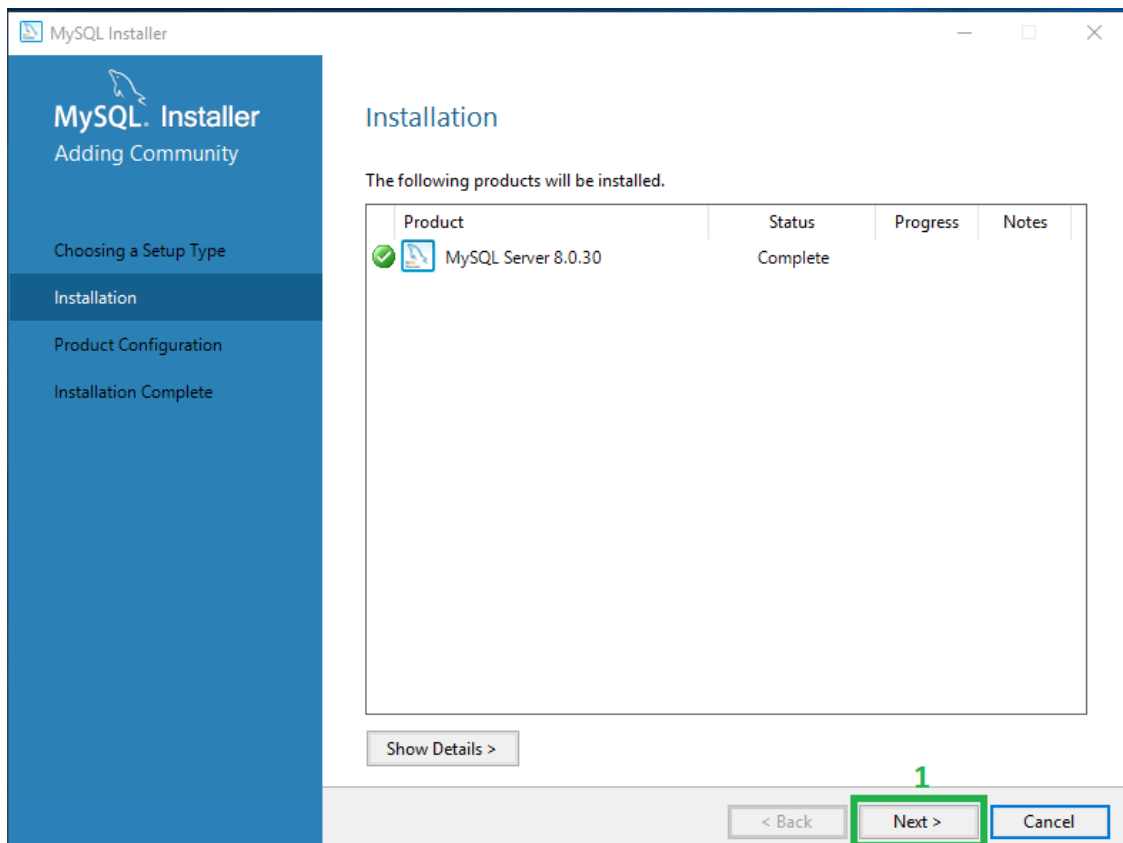 MySQL Installer
MySQL. Installer
Adding Community
Choosing a Setup Type
Installation
Product Configuration
Installation Complete
Installation
The following products will be installed.
Product Status Progress Notes
MySQL Server 8.0.30 Complete
Show Details >
1
< Back Next > Cancel